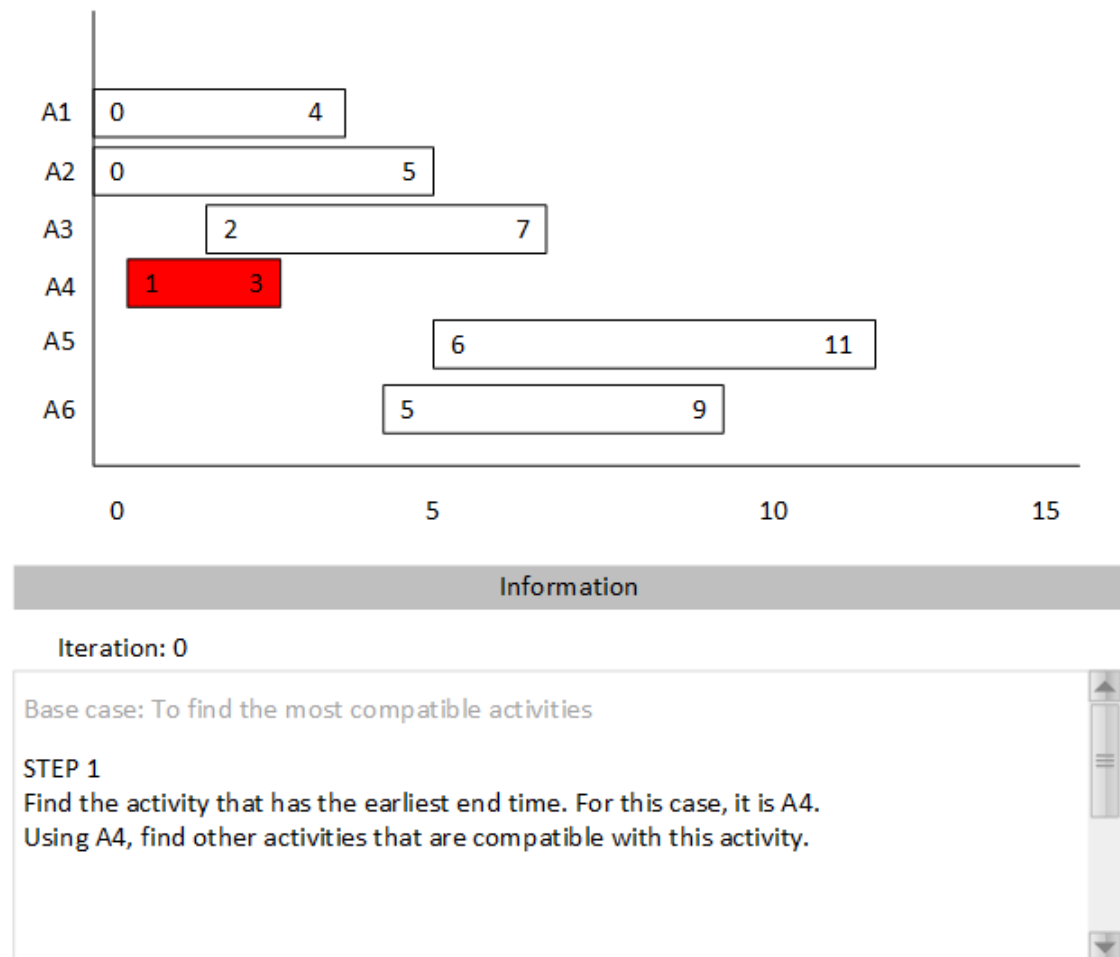 A1 0 4
A2 0 5
A3 2 7
A4 1 3
A5 6 11
A6 5 9
0 5 10 15
Information
Iteration: 0
Base case: To find the most compatible activities
STEP 1
Find the activity that has the earliest end time. For this case, it is A4.
Using A4, find other activities that are compatible with this activity.